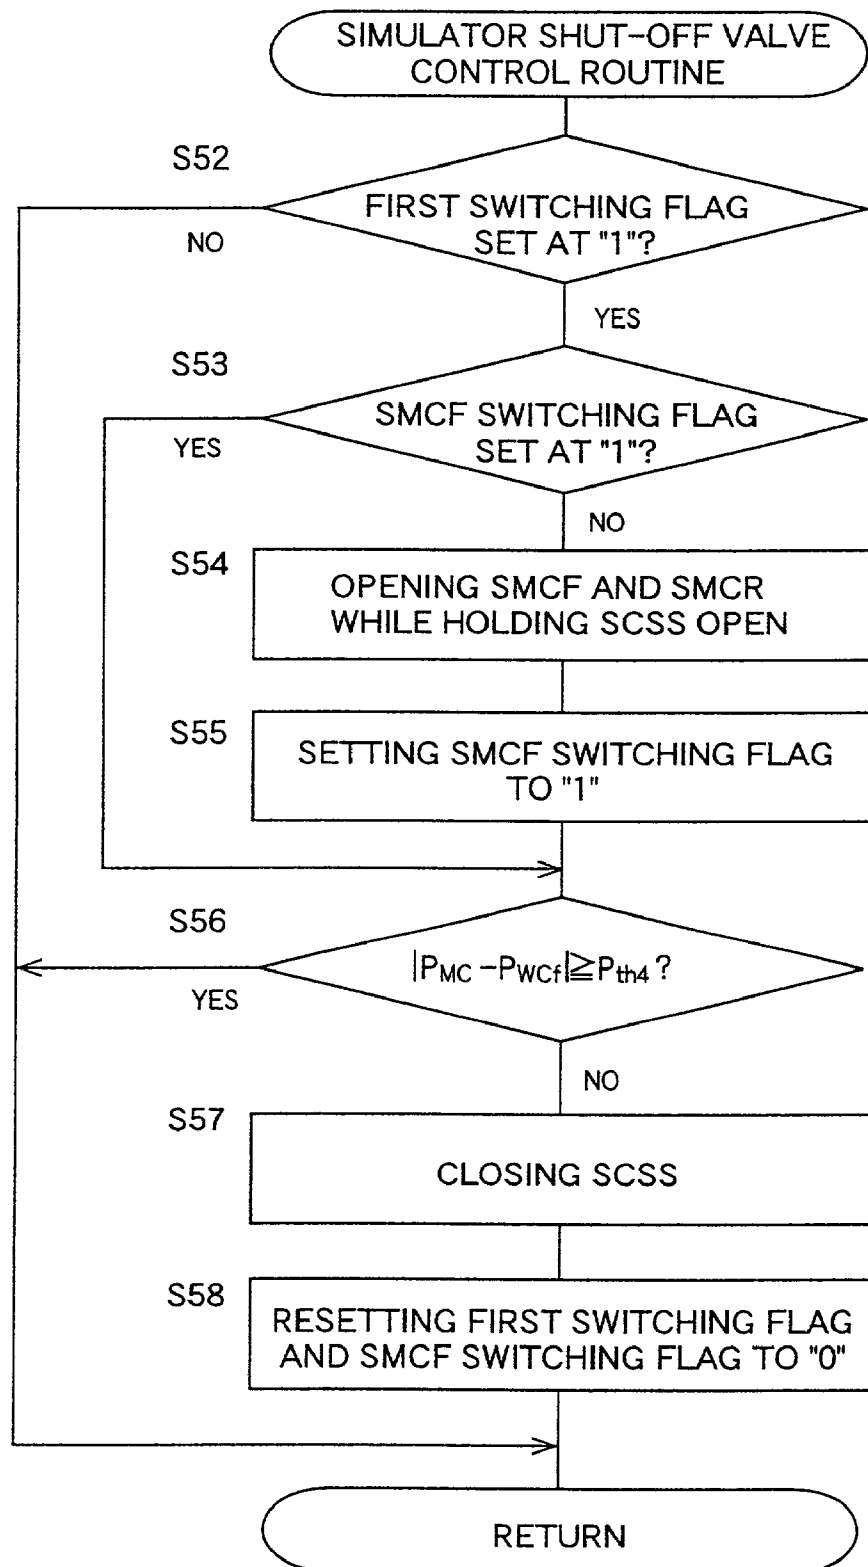 SIMULATOR SHUT-OFF VALVE
CONTROL ROUTINE
S52
FIRST SWITCHING FLAG
SET AT "1"?
NO
YES
S53
SMCF SWITCHING FLAG
SET AT "1"?
YES
NO
S54
OPENING SMCF AND SMCR
WHILE HOLDING SCSS OPEN
S55
SETTING SMCF SWITCHING FLAG
TO "1"
S56
|PMC -PWCf|≧Pth4 ?
YES
NO
S57
CLOSING SCSS
S58
RESETTING FIRST SWITCHING FLAG
AND SMCF SWITCHING FLAG TO "0"
RETURN